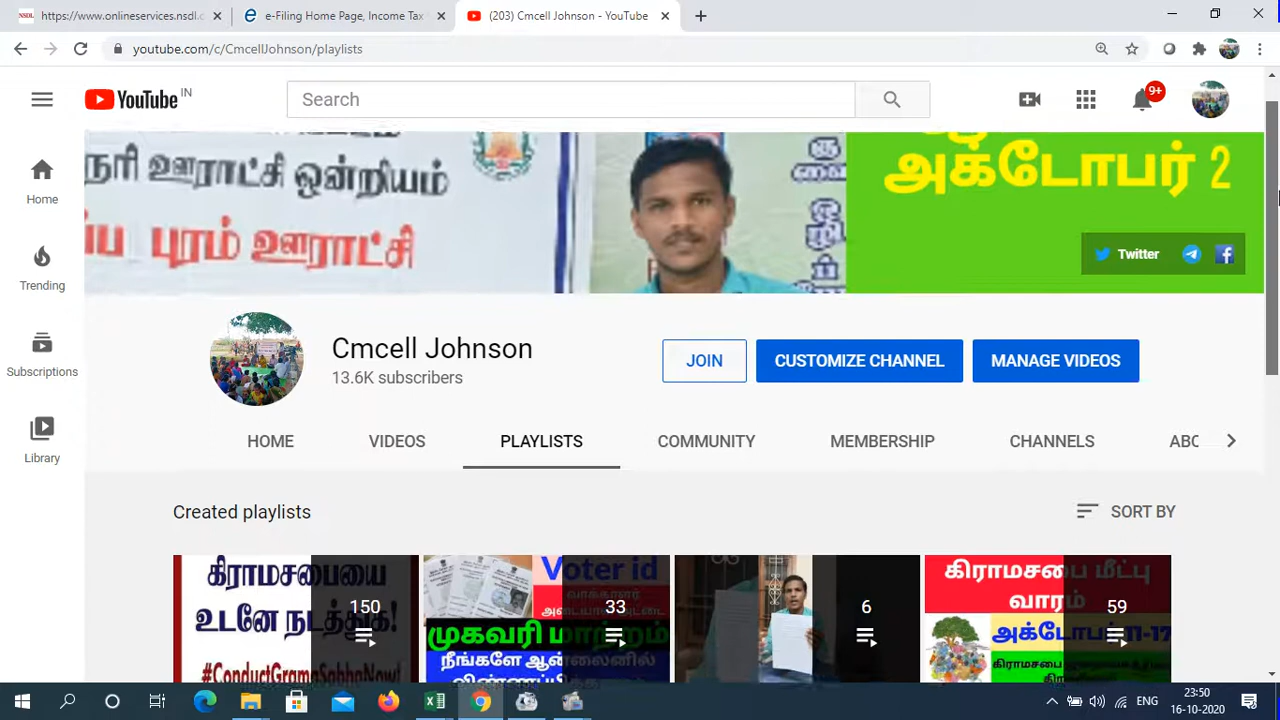 https://www.onlineservices.nsdl.c
e-Filing Home Page, Income Tax
(203) Cmcell Johnson - YouTube
youtube.com/c/CmcellJohnson/playlists
YouTube IN
Search
9+
நரி ஊராட்சி ஒன்றியம்
புரம் ஊராட்சி
அக்டோபர் 2
Twitter
Home
Trending
Subscriptions
Library
Cmcell Johnson
13.6K subscribers
JOIN
CUSTOMIZE CHANNEL
MANAGE VIDEOS
HOME
VIDEOS
PLAYLISTS
COMMUNITY
MEMBERSHIP
CHANNELS
ABC
Created playlists
SORT BY
கிராமசபையை
உடனே நடத்துக!
#ConductGramaSabhaNow!
150
Voter id
முகவரி மாற்றம்
நீங்களே ஆன்லைனில்
33
6
கிராமசபை மீட்பு
வாரம்
அக்டோபர் 11-17
59
ENG
23:50
16-10-2020